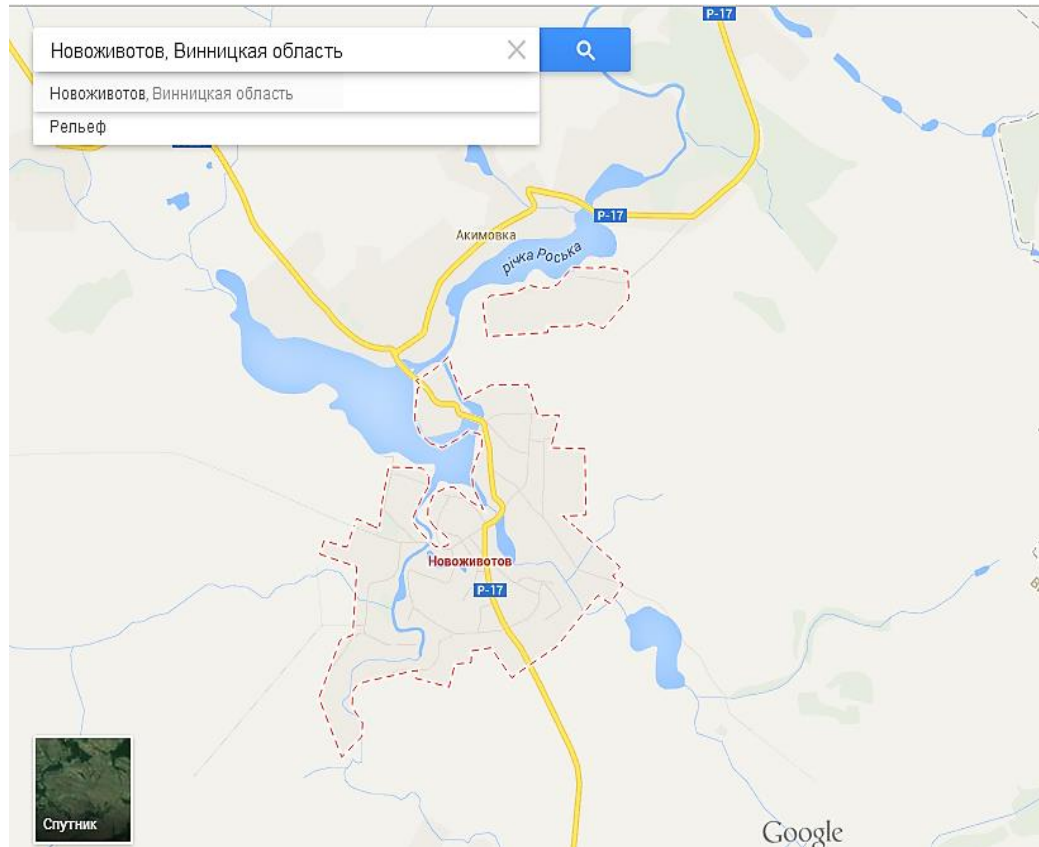 Р-17
Новоживотов, Винницкая область
Новоживотов, Винницкая область
Рельеф
Р-17
Акимовка
річка Роська
Новоживотов
Р-17
Спутник
Google